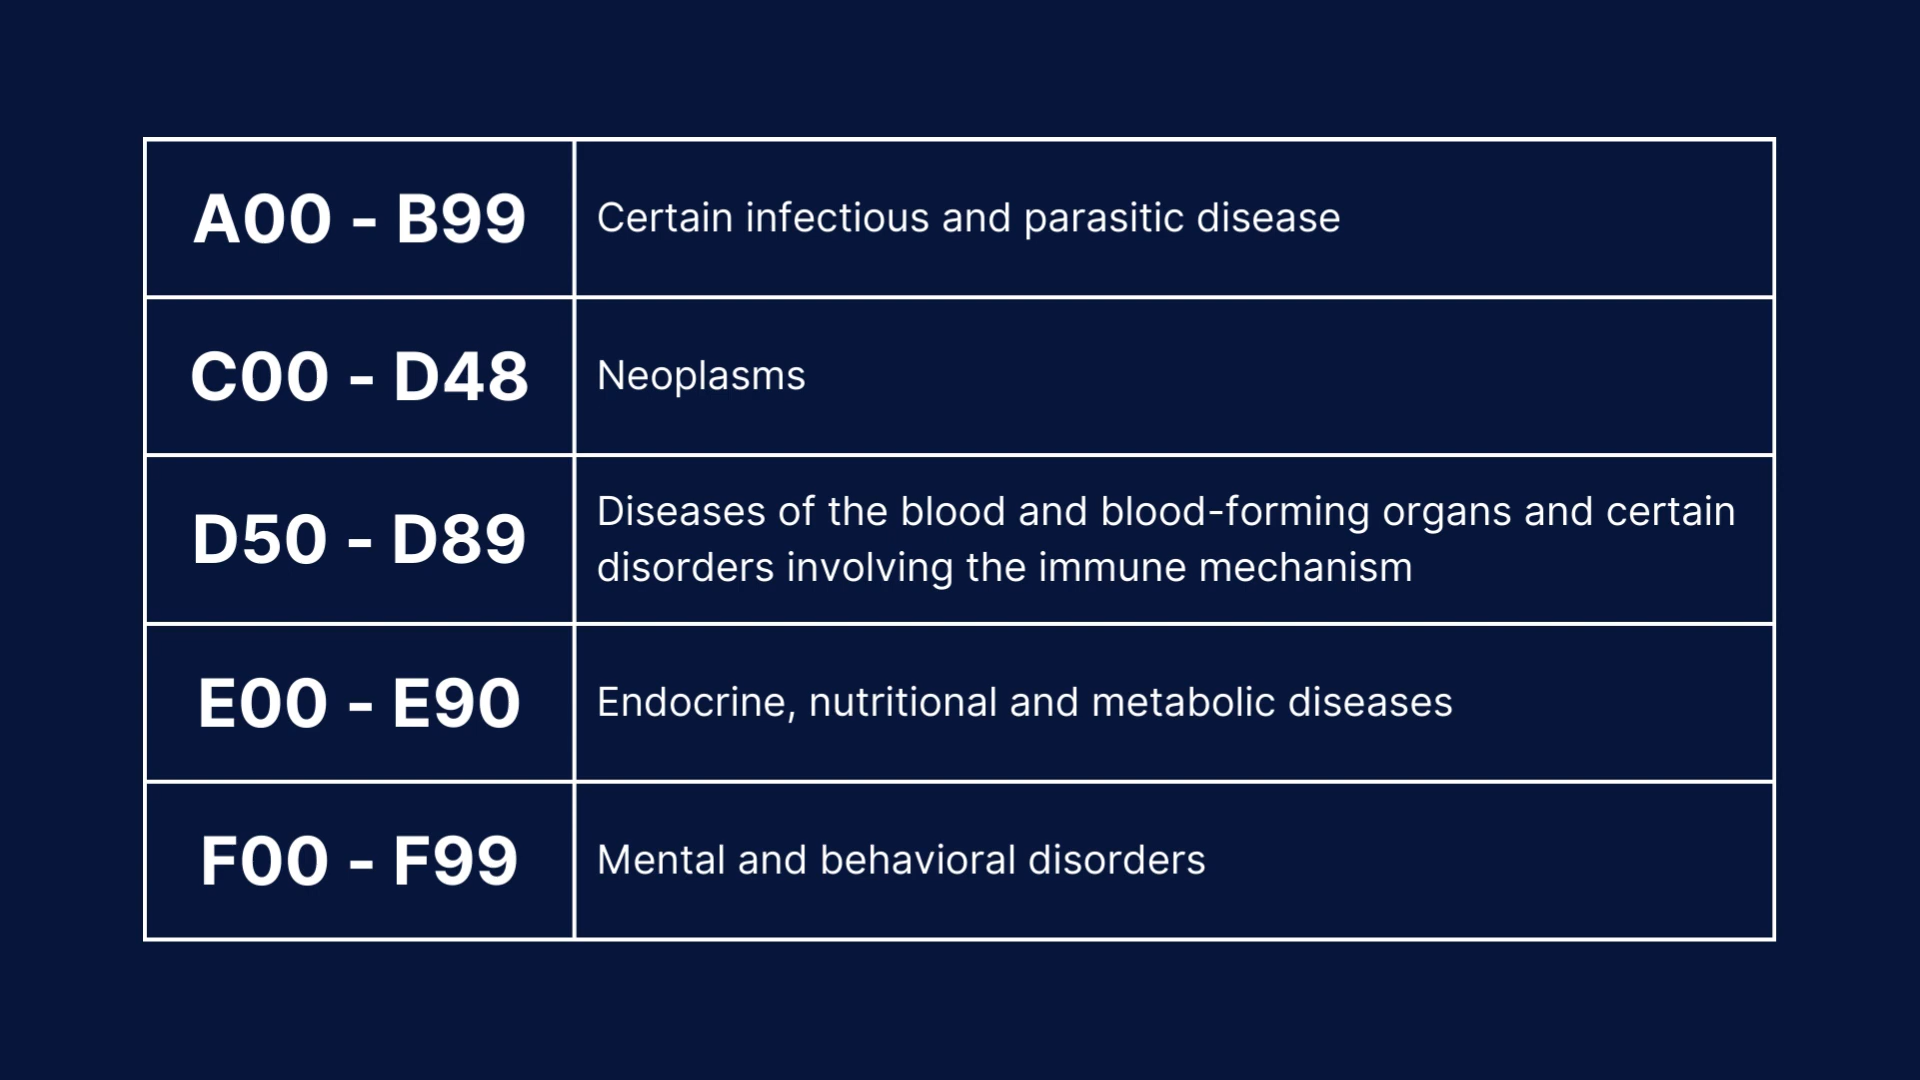 A00 - B99
Certain infectious and parasitic disease
C00 - D48
Neoplasms
D50 - D89
Diseases of the blood and blood-forming organs and certain
disorders involving the immune mechanism
E00 - E90
Endocrine, nutritional and metabolic diseases
F00 - F99
Mental and behavioral disorders